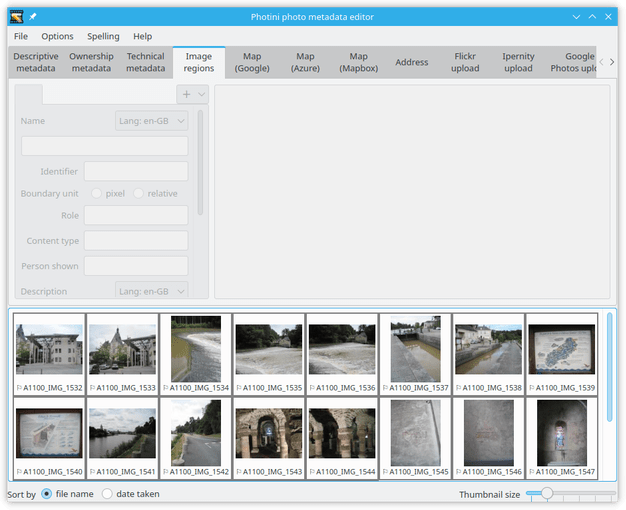 Photini photo metadata editor
File Options Spelling Help
Descriptive metadata
Ownership metadata
Technical metadata
Image regions
Map (Google)
Map (Azure)
Map (Mapbox)
Address
Flickr upload
Ipernity upload
Google Photos uplo
Name Lang: en-GB
Identifier
Boundary unit pixel relative
Role
Content type
Person shown
Description Lang: en-GB
A1100_IMG_1532 A1100_IMG_1533 A1100_IMG_1534 A1100_IMG_1535 A1100_IMG_1536 A1100_IMG_1537 A1100_IMG_1538 A1100_IMG_1539
A1100_IMG_1540 A1100_IMG_1541 A1100_IMG_1542 A1100_IMG_1543 A1100_IMG_1544 A1100_IMG_1545 A1100_IMG_1546 A1100_IMG_1547
Sort by file name date taken Thumbnail size